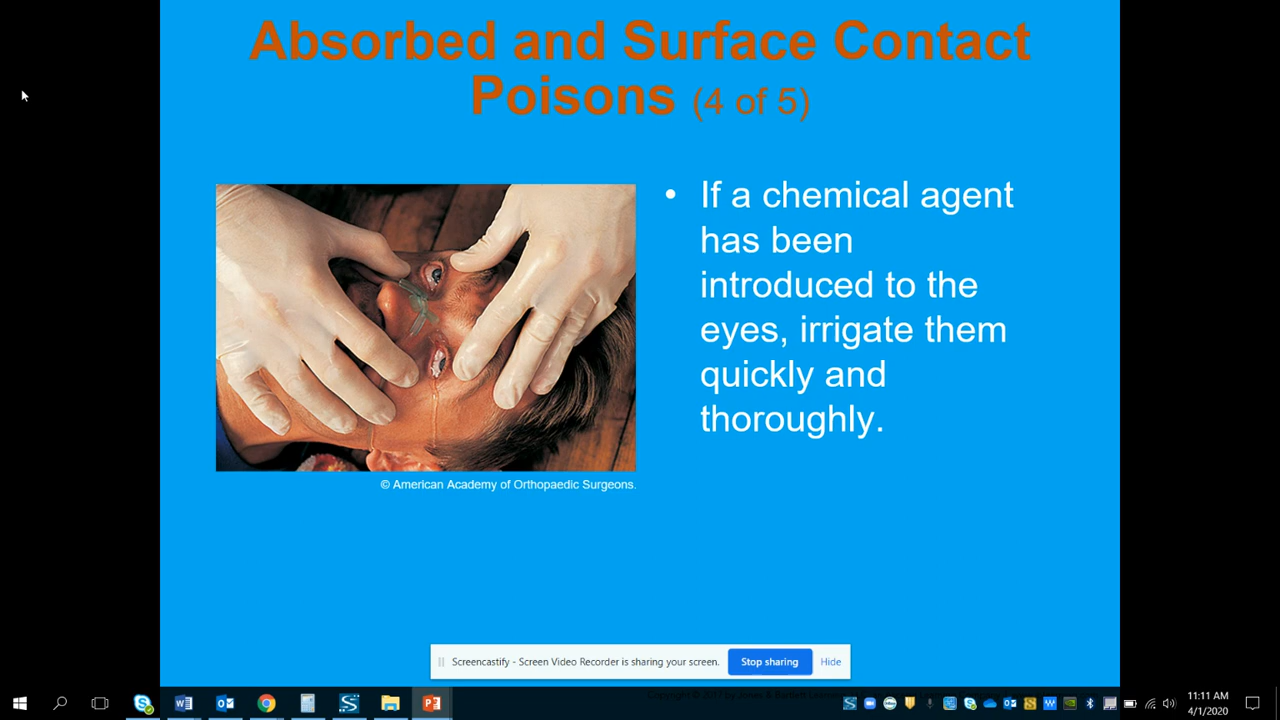 Absorbed and Surface Contact
Poisons (4 of 5)
• If a chemical agent
has been
introduced to the
eyes, irrigate them
quickly and
thoroughly.
© American Academy of Orthopaedic Surgeons.
Screencastify - Screen Video Recorder is sharing your screen.
Stop sharing
Hide
11:11 AM
4/1/2020